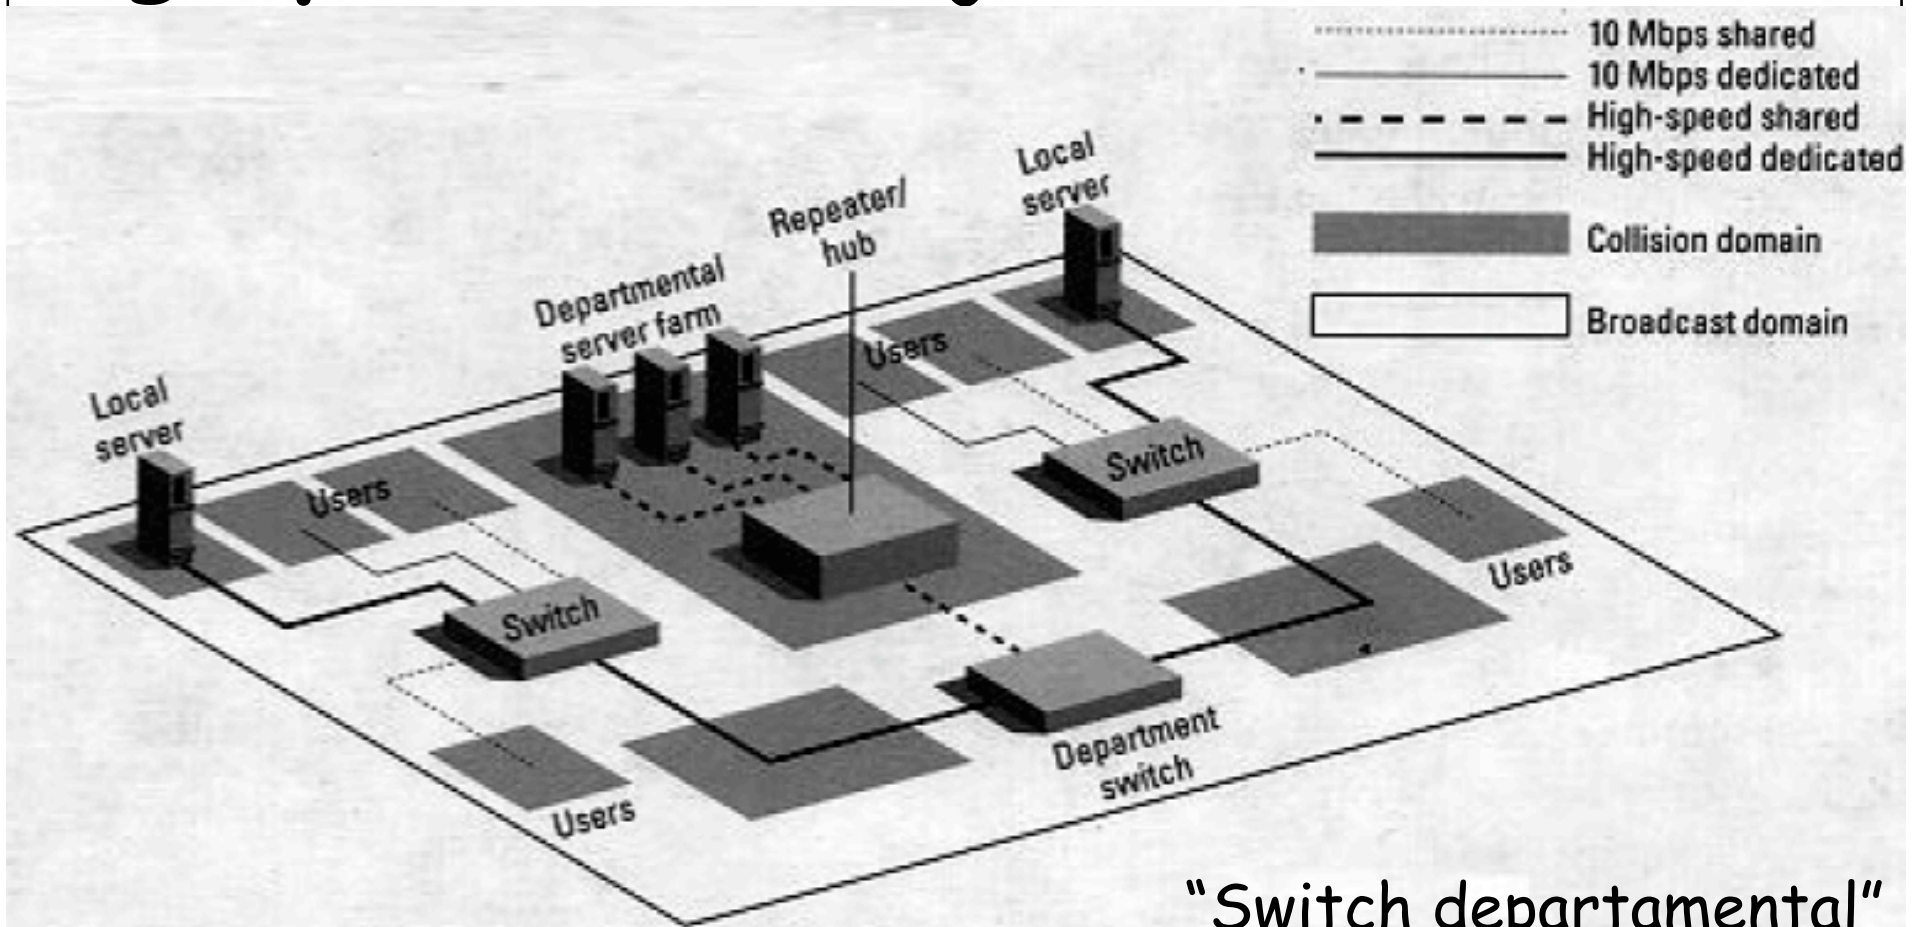 10 Mbps shared
10 Mbps dedicated
High-speed shared
High-speed dedicated
Collision domain
Broadcast domain
Local
server
Repeater/
hub
Departmental
server farm
Users
Local
server
Users
Switch
Switch
Users
Department
switch
Users
"Switch departamental"